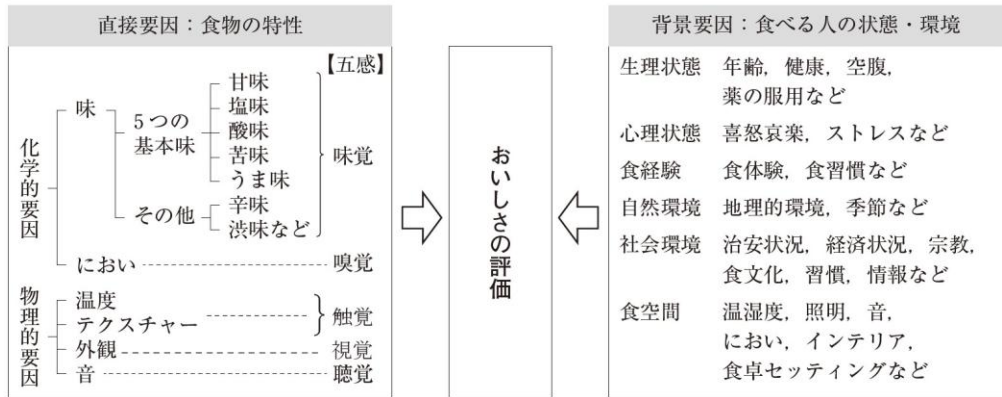 直接要因：食物の特性
【五感】
化学的要因
味
5つの
基本味
甘味
塩味
酸味
苦味
うま味
その他
辛味
渋味など
味覚
におい
嗅覚
物理的要因
温度
テクスチャー
触覚
外観
視覚
音
聴覚
おいしさの評価
背景要因：食べる人の状態・環境
生理状態 年齢，健康，空腹，
薬の服用など
心理状態 喜怒哀楽，ストレスなど
食経験 食体験，食習慣など
自然環境 地理的環境，季節など
社会環境 治安状況，経済状況，宗教，
食文化，習慣，情報など
食空間 温湿度，照明，音，
におい，インテリア，
食卓セッティングなど